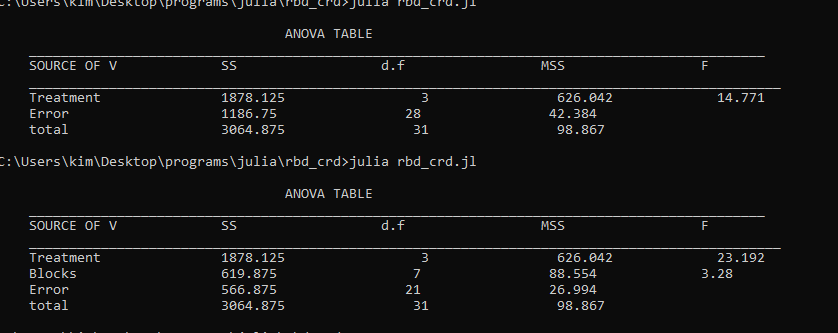 C:\Users\kim\Desktop\programs\julia\rbd_crd>julia rbd_crd.jl
ANOVA TABLE
SOURCE OF V SS d.f MSS F
Treatment 1878.125 3 626.042 14.771
Error 1186.75 28 42.384
total 3064.875 31 98.867
C:\Users\kim\Desktop\programs\julia\rbd_crd>julia rbd_crd.jl
ANOVA TABLE
SOURCE OF V SS d.f MSS F
Treatment 1878.125 3 626.042 23.192
Blocks 619.875 7 88.554 3.28
Error 566.875 21 26.994
total 3064.875 31 98.867